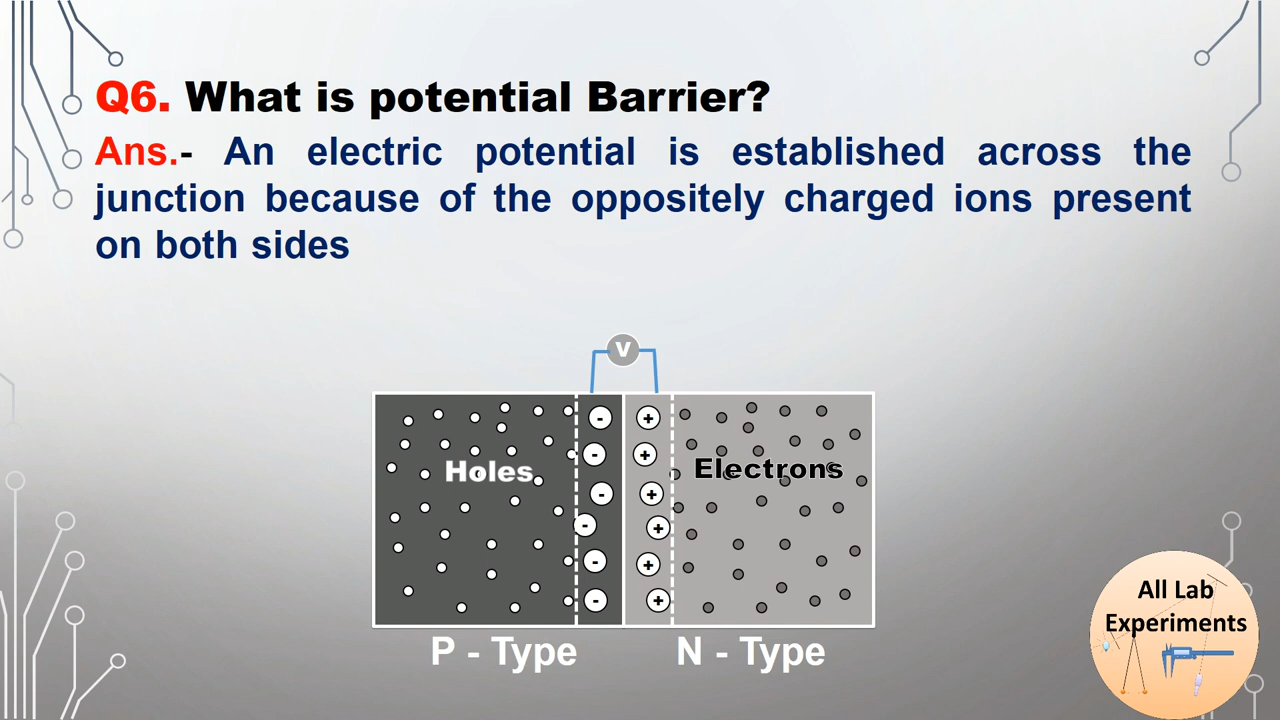 Q6. What is potential Barrier?
Ans.- An electric potential is established across the
junction because of the oppositely charged ions present
on both sides
V
- +
- +
Holes Electrons
- +
- +
- +
- +
P - Type N - Type
All Lab
Experiments